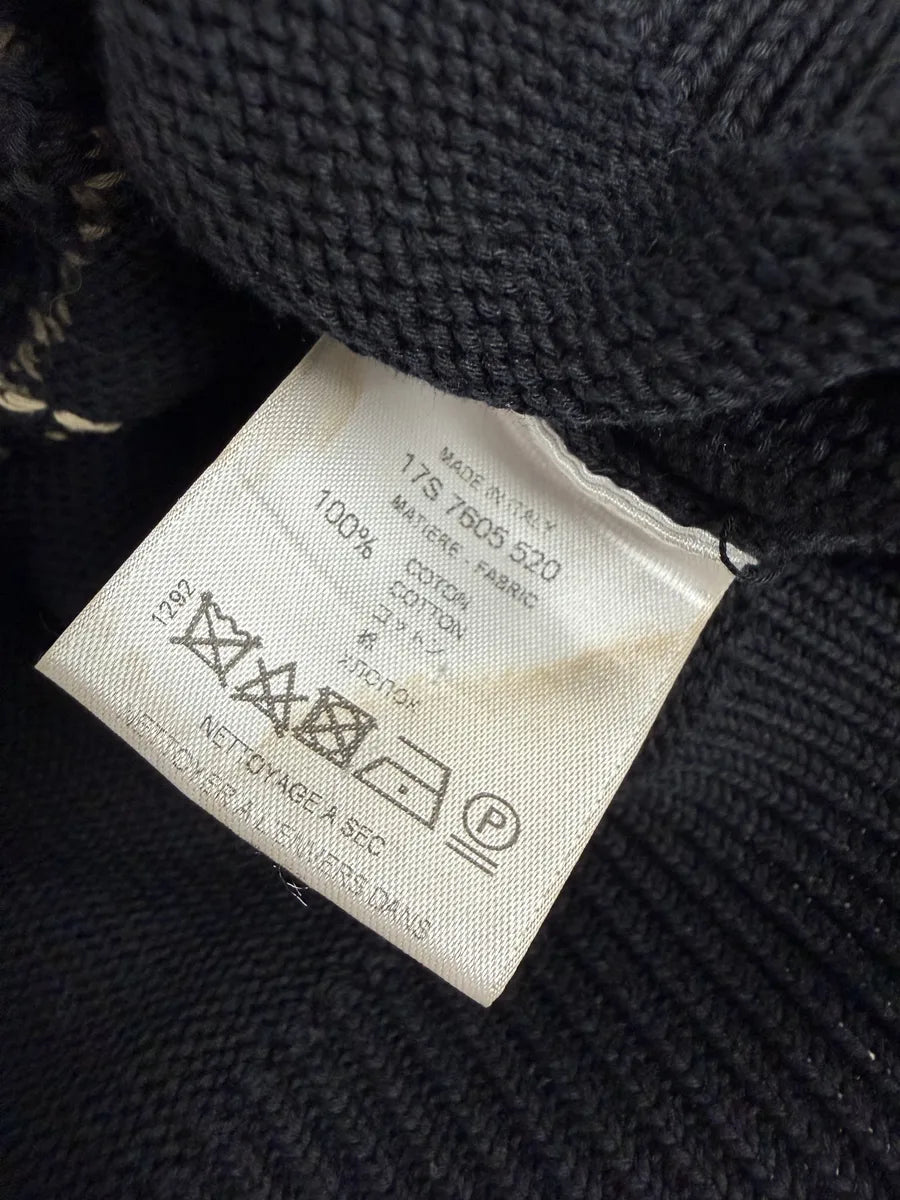 MADE IN ITALY
17S 7605 520
MATIERE - FABRIC
100% COTON
COTTON
コットン
棉
ХЛОПОК
1292
P
NETTOYAGE A SEC
NETTOYER A L'ENVERS DANS